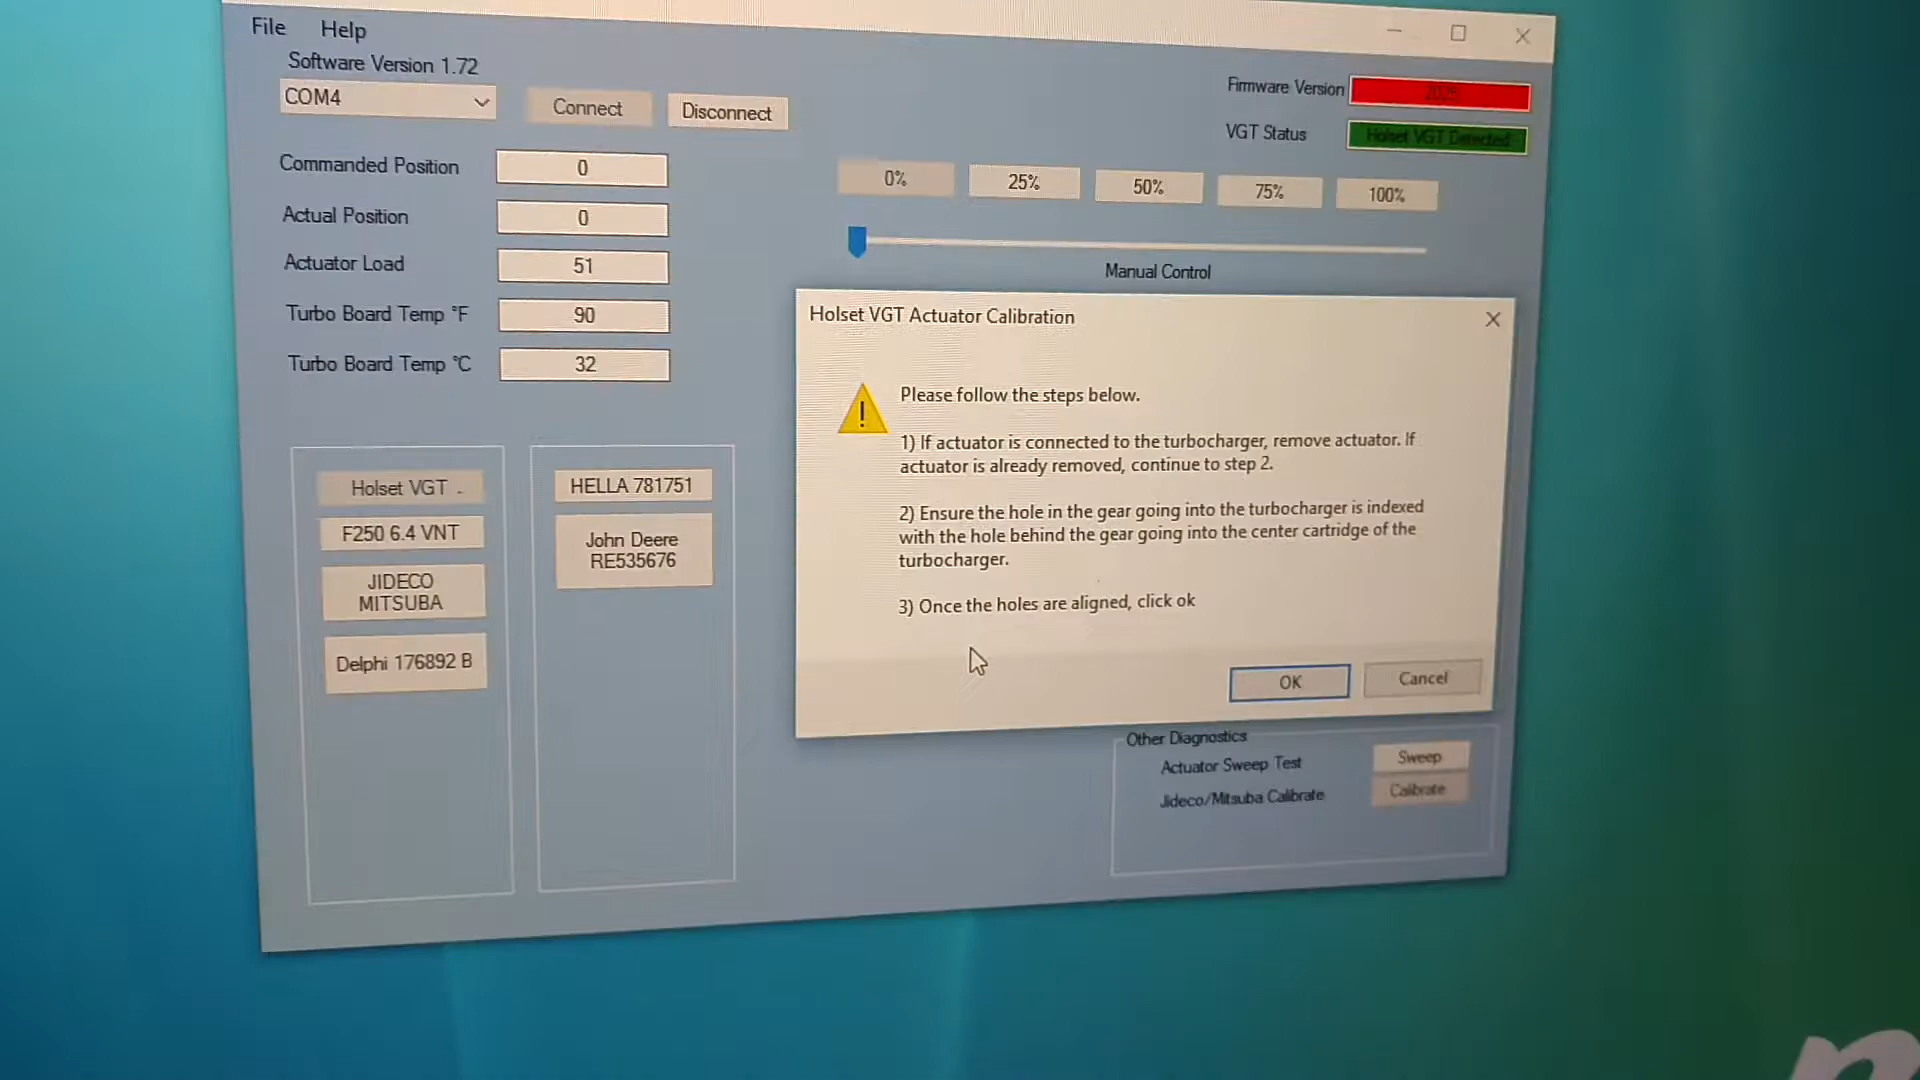 File Help
Software Version 1.72
COM4
Connect
Disconnect
Firmware Version
VGT Status
Holset VGT Detected
Commanded Position 0
Actual Position 0
Actuator Load 51
Turbo Board Temp °F 90
Turbo Board Temp °C 32
0% 25% 50% 75% 100%
Manual Control
Holset VGT
F250 6.4 VNT
JIDECO
MITSUBA
Delphi 176892 B
HELLA 781751
John Deere
RE535676
Holset VGT Actuator Calibration
Please follow the steps below.
1) If actuator is connected to the turbocharger, remove actuator. If
actuator is already removed, continue to step 2.
2) Ensure the hole in the gear going into the turbocharger is indexed
with the hole behind the gear going into the center cartridge of the
turbocharger.
3) Once the holes are aligned, click ok
OK Cancel
Other Diagnostics
Actuator Sweep Test Sweep
Jideco/Mitsuba Calibrate Calibrate